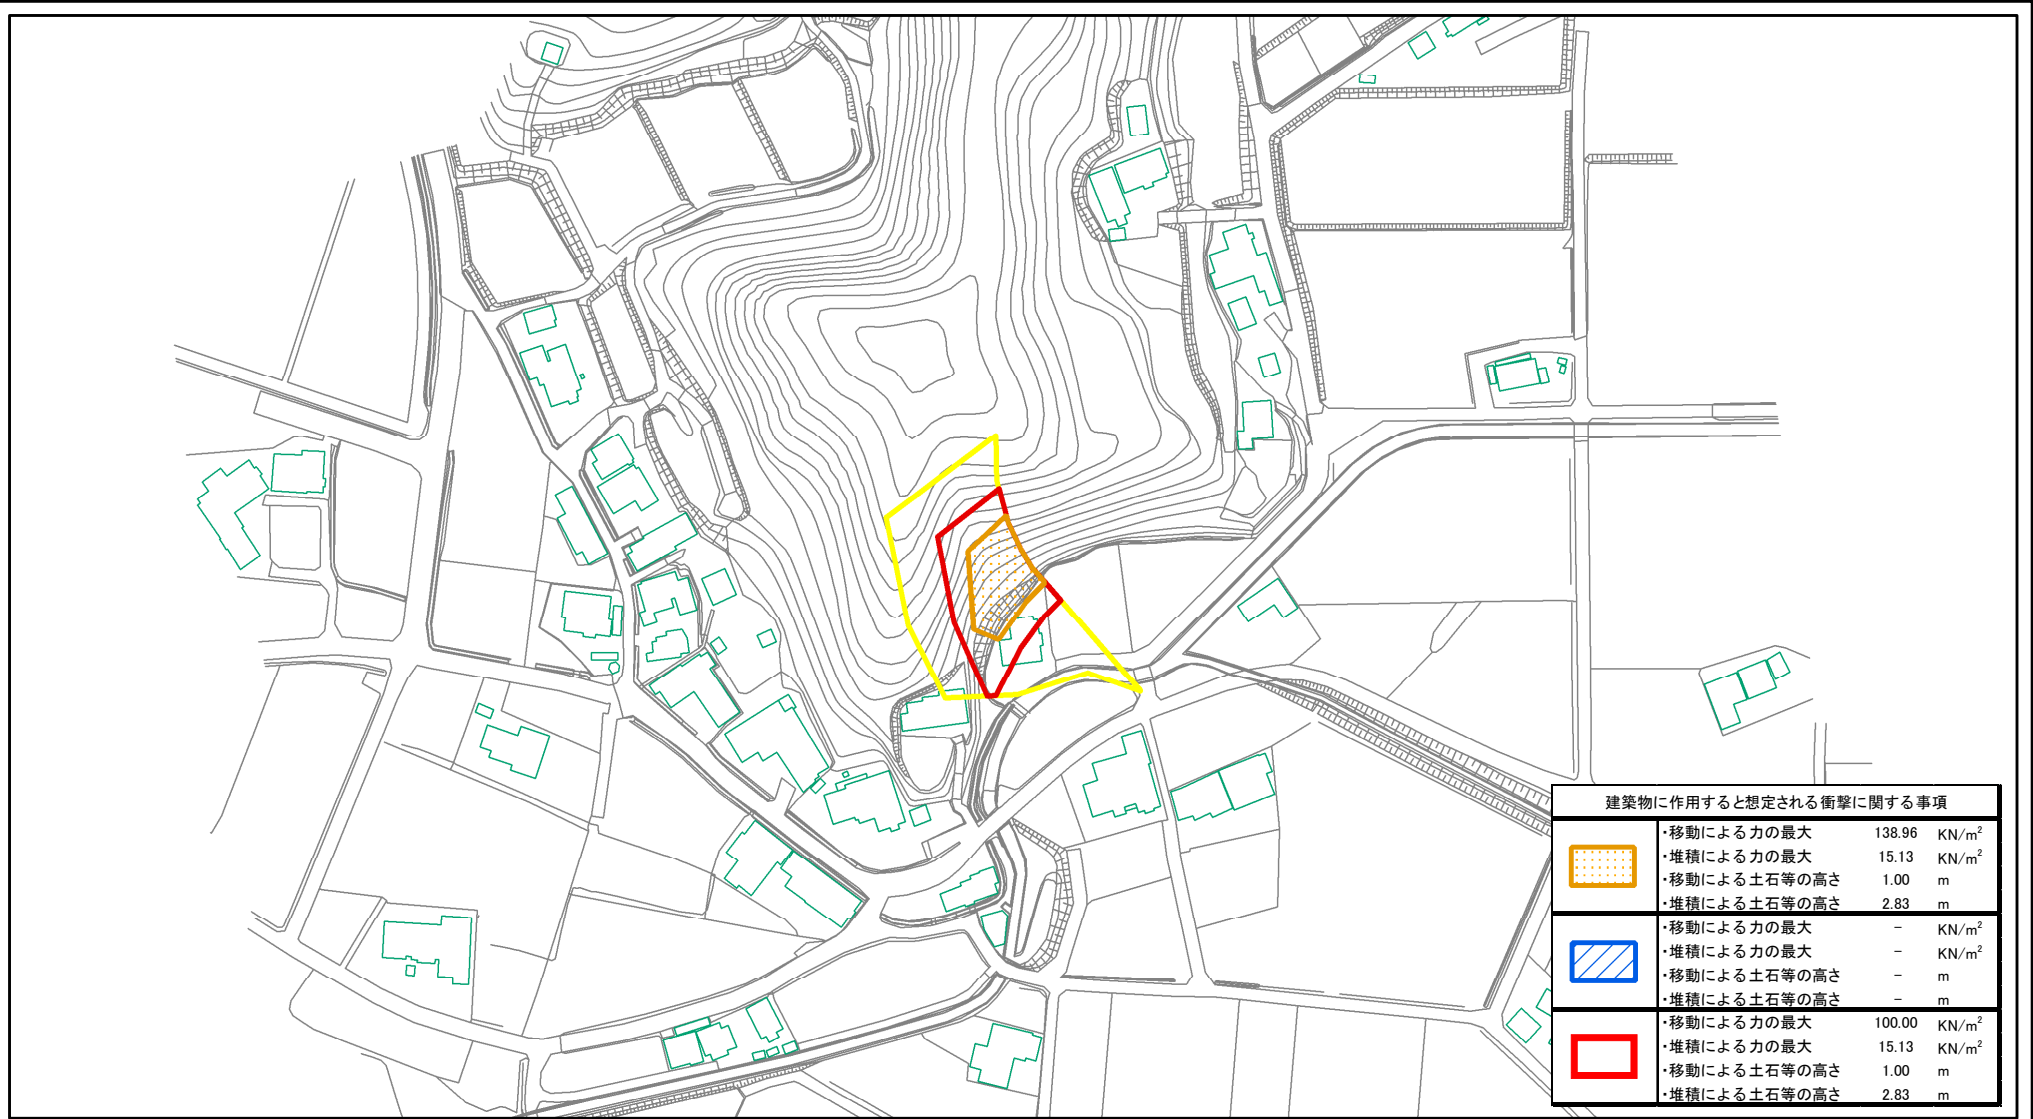 建築物に作用すると想定される衝撃に関する事項
・移動による力の最大 138.96 KN/m²
・堆積による力の最大 15.13 KN/m²
・移動による土石等の高さ 1.00 m
・堆積による土石等の高さ 2.83 m
・移動による力の最大 － KN/m²
・堆積による力の最大 － KN/m²
・移動による土石等の高さ － m
・堆積による土石等の高さ － m
・移動による力の最大 100.00 KN/m²
・堆積による力の最大 15.13 KN/m²
・移動による土石等の高さ 1.00 m
・堆積による土石等の高さ 2.83 m